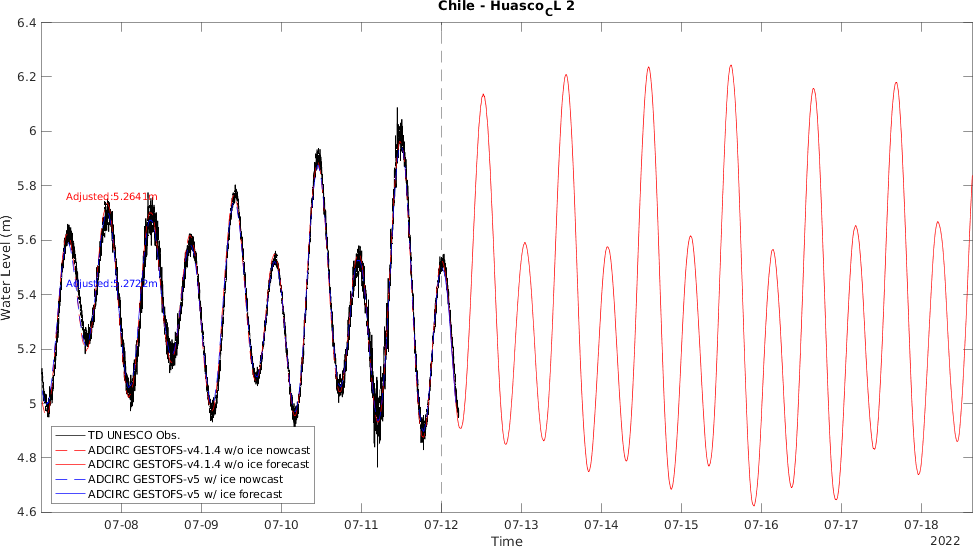 Chile - Huasco_CL 2
6.4
6.2
6
5.8
5.6
5.4
5.2
5
4.8
4.6
Water Level (m)
Adjusted:5.2641m
Adjusted:5.2722m
TD UNESCO Obs.
ADCIRC GESTOFS-v4.1.4 w/o ice nowcast
ADCIRC GESTOFS-v4.1.4 w/o ice forecast
ADCIRC GESTOFS-v5 w/ ice nowcast
ADCIRC GESTOFS-v5 w/ ice forecast
07-08 07-09 07-10 07-11 07-12 07-13 07-14 07-15 07-16 07-17 07-18
Time
2022